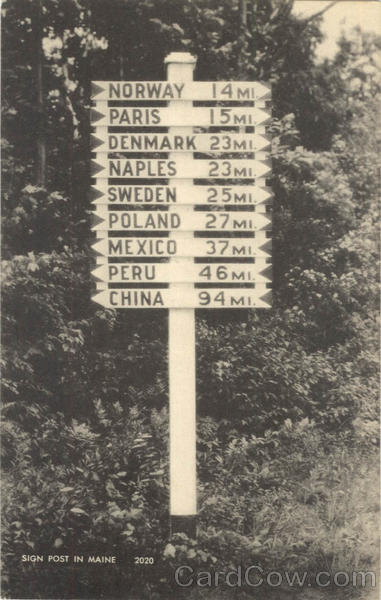 NORWAY 14 MI.
PARIS 15 MI.
DENMARK 23 MI.
NAPLES 23 MI.
SWEDEN 25 MI.
POLAND 27 MI.
MEXICO 37 MI.
PERU 46 MI.
CHINA 94 MI.
SIGN POST IN MAINE 2020
CardCow.com